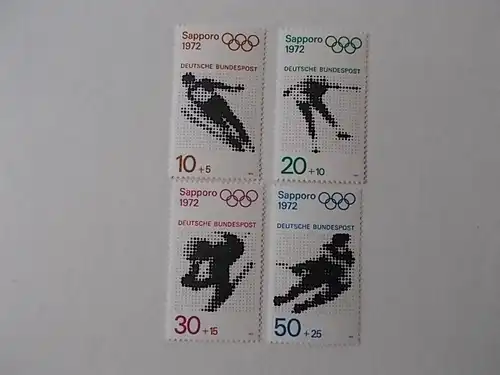 Sapporo
1972
DEUTSCHE BUNDESPOST
10 +5
Sapporo
1972
DEUTSCHE BUNDESPOST
20 +10
Sapporo
1972
DEUTSCHE BUNDESPOST
30 +15
Sapporo
1972
DEUTSCHE BUNDESPOST
50 +25